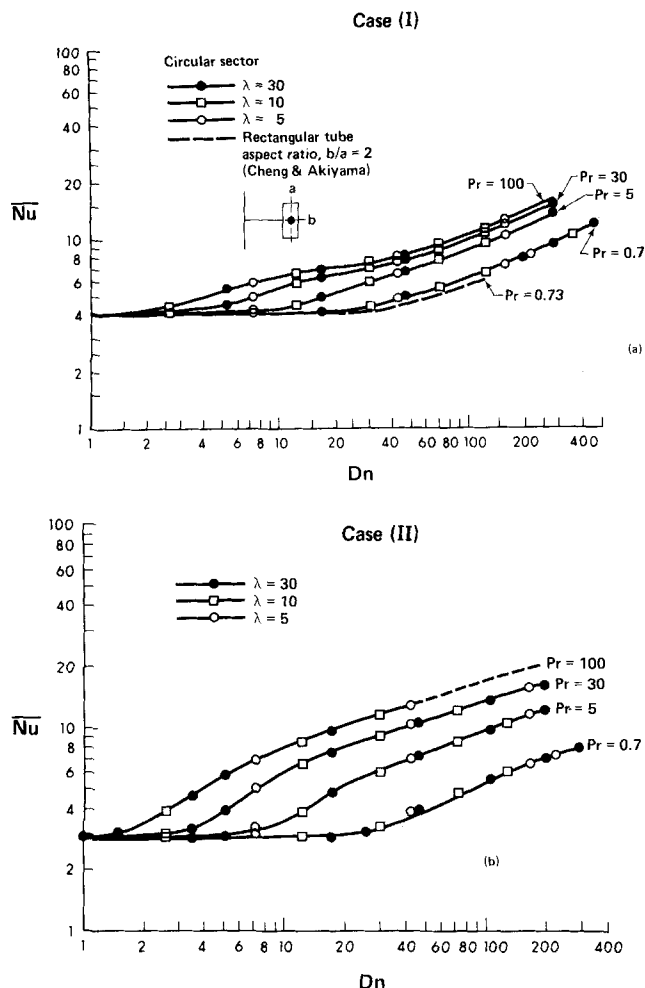 Case (I)
100
80
60
40
20
10
8
6
4
2
1
Nu
Circular sector
λ = 30
λ = 10
λ = 5
Rectangular tube
aspect ratio, b/a = 2
(Cheng & Akiyama)
a
b
Pr = 100
Pr = 30
Pr = 5
Pr = 0.7
Pr = 0.73
(a)
1 2 4 6 8 10 20 40 60 80 100 200 400
Dn
Case (II)
100
80
60
40
20
10
8
6
4
2
1
Nu
λ = 30
λ = 10
λ = 5
Pr = 100
Pr = 30
Pr = 5
Pr = 0.7
(b)
1 2 4 6 8 10 20 40 60 100 200 400
Dn